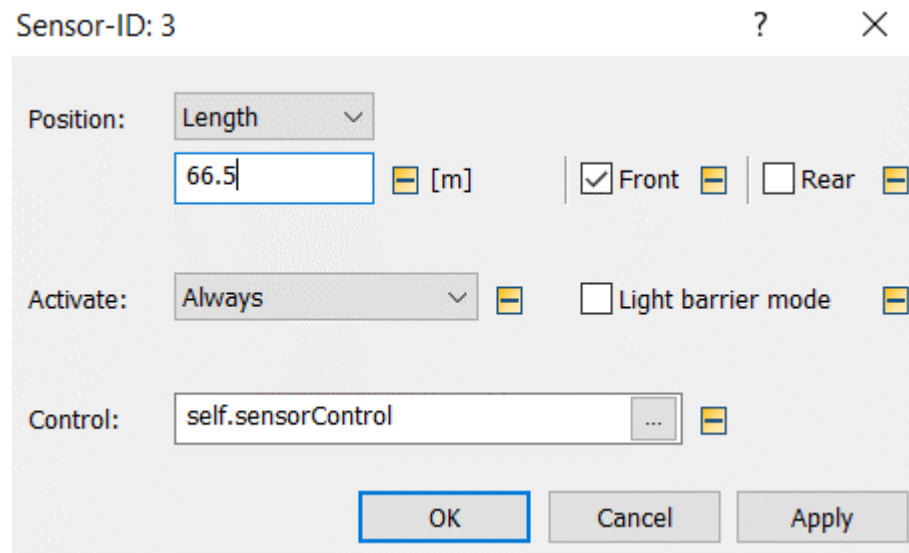 Sensor-ID: 3 ?
Position: Length
66.5 [m] Front Rear
Activate: Always Light barrier mode
Control: self.sensorControl ...
OK Cancel Apply